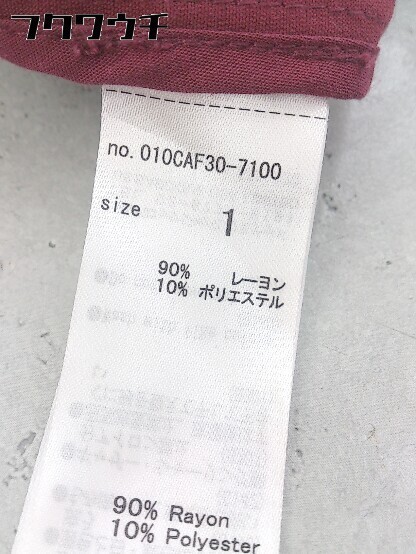 フクワウチ
no. 010CAF30-7100
size 1
90% レーヨン
10% ポリエステル
90% Rayon
10% Polyester